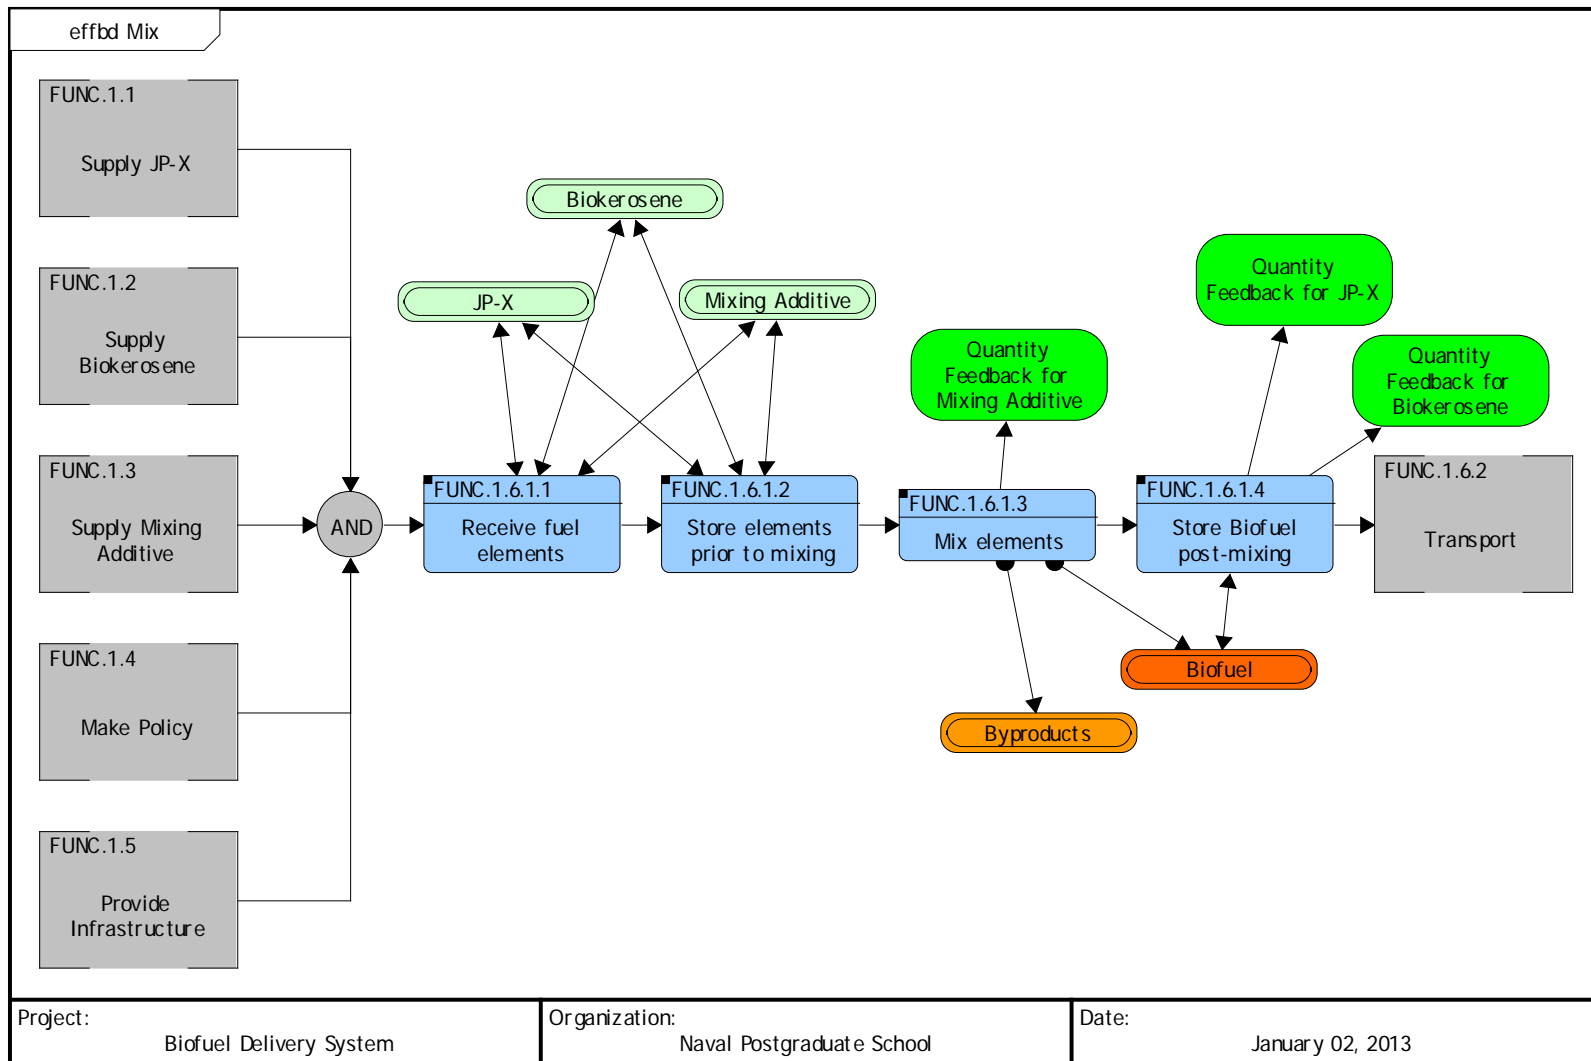 effbd Mix
FUNC.1.1
Supply JP-X
FUNC.1.2
Supply
Biokerosene
FUNC.1.3
Supply Mixing
Additive
FUNC.1.4
Make Policy
FUNC.1.5
Provide
Infrastructure
AND
Biokerosene
JP-X
Mixing Additive
FUNC.1.6.1.1
Receive fuel
elements
FUNC.1.6.1.2
Store elements
prior to mixing
Quantity
Feedback for
Mixing Additive
FUNC.1.6.1.3
Mix elements
Quantity
Feedback for JP-X
Quantity
Feedback for
Biokerosene
FUNC.1.6.1.4
Store Biofuel
post-mixing
FUNC.1.6.2
Transport
Biofuel
Byproducts
Project:
Biofuel Delivery System
Organization:
Naval Postgraduate School
Date:
January 02, 2013